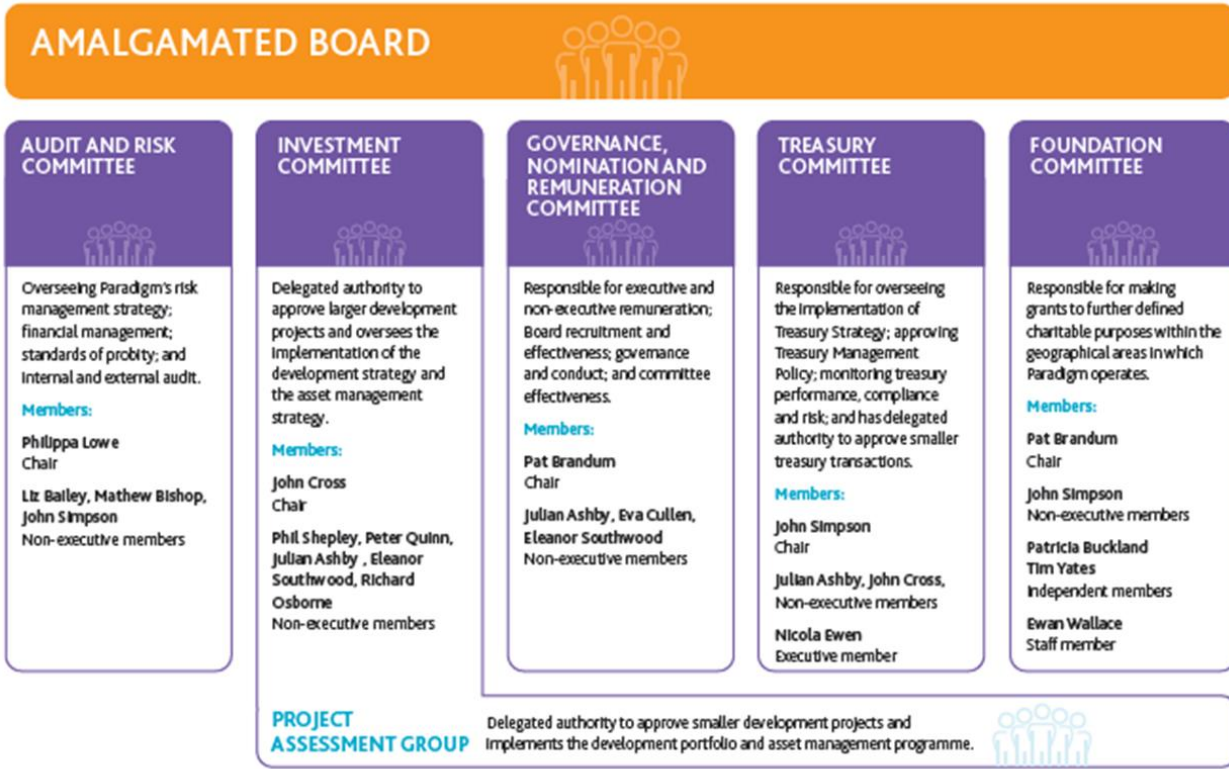 AMALGAMATED BOARD
AUDIT AND RISK
COMMITTEE
Overseeing Paradigm's risk
management strategy;
financial management;
standards of probity; and
internal and external audit.
Members:
Philippa Lowe
Chair
Liz Bailey, Mathew Bishop,
John Simpson
Non-executive members
INVESTMENT
COMMITTEE
Delegated authority to
approve larger development
projects and oversees the
implementation of the
development strategy and
the asset management
strategy.
Members:
John Cross
Chair
Phil Shepley, Peter Quinn,
Julian Ashby , Eleanor
Southwood, Richard
Osborne
Non-executive members
GOVERNANCE,
NOMINATION AND
REMUNERATION
COMMITTEE
Responsible for executive and
non-executive remuneration;
Board recruitment and
effectiveness; governance
and conduct; and committee
effectiveness.
Members:
Pat Brandum
Chair
Julian Ashby, Eva Cullen,
Eleanor Southwood
Non-executive members
TREASURY
COMMITTEE
Responsible for overseeing
the implementation of
Treasury Strategy; approving
Treasury Management
Policy; monitoring treasury
performance, compliance
and risk; and has delegated
authority to approve smaller
treasury transactions.
Members:
John Simpson
Chair
Julian Ashby, John Cross,
Non-executive members
Nicola Ewen
Executive member
FOUNDATION
COMMITTEE
Responsible for making
grants to further defined
charitable purposes within the
geographical areas in which
Paradigm operates.
Members:
Pat Brandum
Chair
John Simpson
Non-executive members
Patricia Buckland
Tim Yates
Independent members
Ewan Wallace
Staff member
PROJECT
ASSESSMENT GROUP
Delegated authority to approve smaller development projects and
implements the development portfolio and asset management programme.